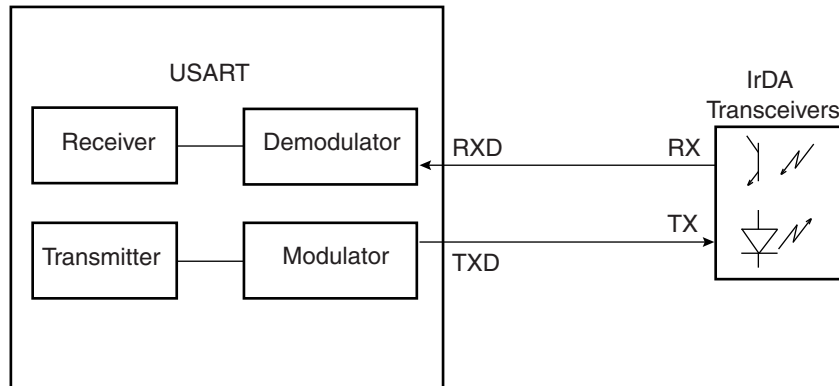 USART
IrDA
Transceivers
Receiver
Demodulator
RXD
RX
Transmitter
Modulator
TXD
TX